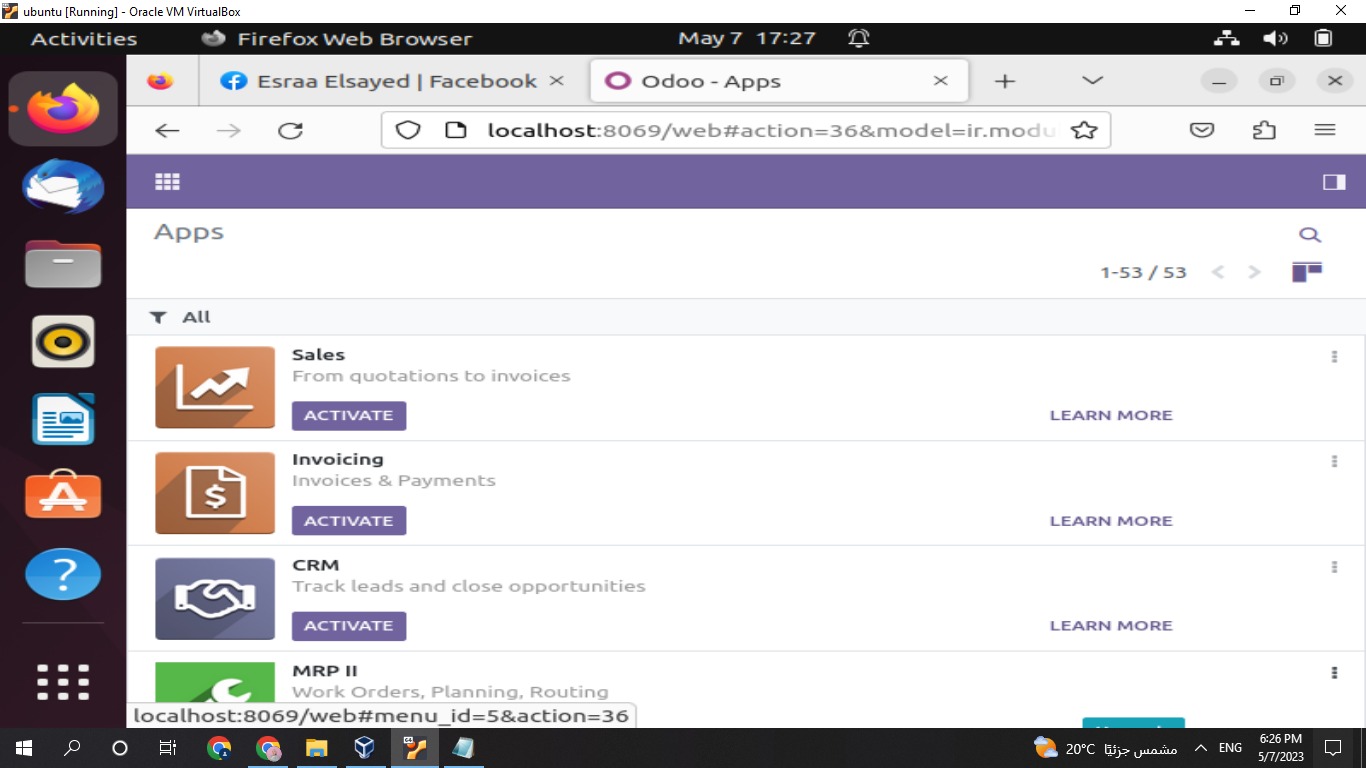 ubuntu [Running] - Oracle VM VirtualBox
Activities Firefox Web Browser May 7 17:27
Esraa Elsayed | Facebook Odoo - Apps
localhost:8069/web#action=36&model=ir.modu
Apps
1-53 / 53
All
Sales
From quotations to invoices
ACTIVATE LEARN MORE
Invoicing
Invoices & Payments
ACTIVATE LEARN MORE
CRM
Track leads and close opportunities
ACTIVATE LEARN MORE
MRP II
Work Orders, Planning, Routing
localhost:8069/web#menu_id=5&action=36
20°C مشمس جزئيًا ENG 6:26 PM
5/7/2023